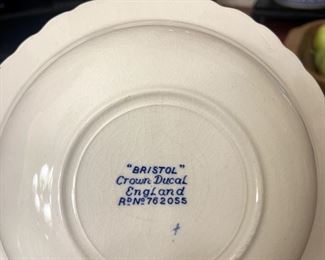 "BRISTOL"
Crown Ducal
England
RD No 762055